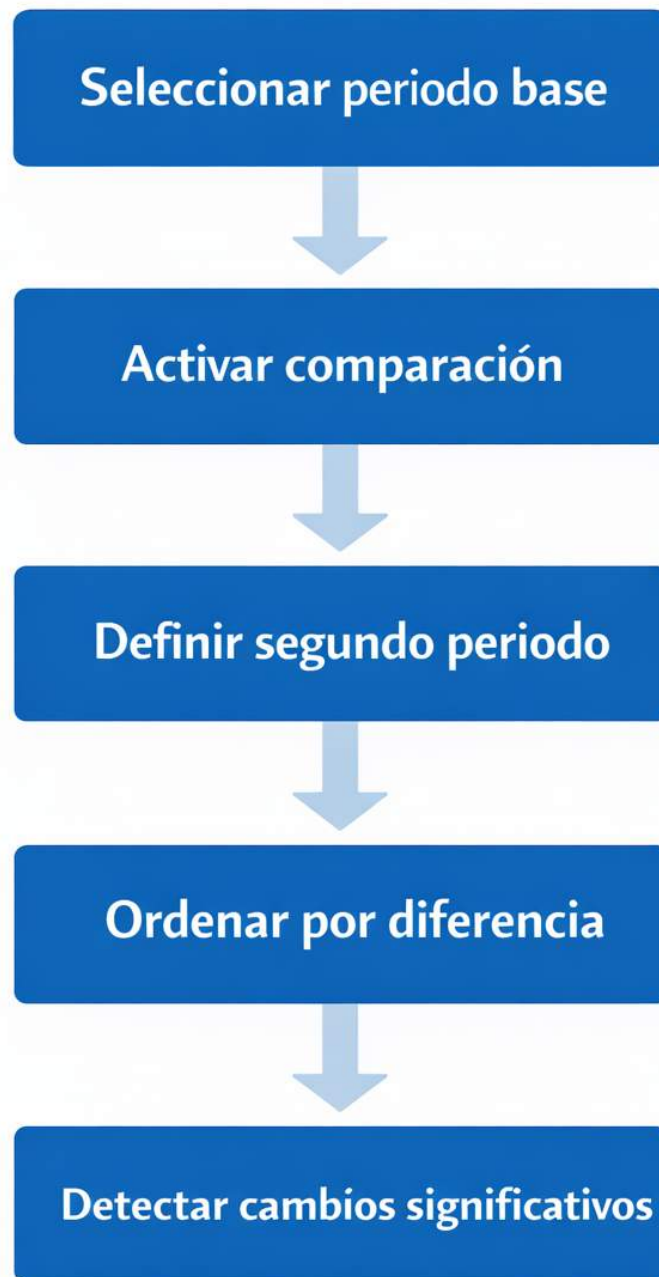 Seleccionar periodo base
Activar comparación
Definir segundo periodo
Ordenar por diferencia
Detectar cambios significativos